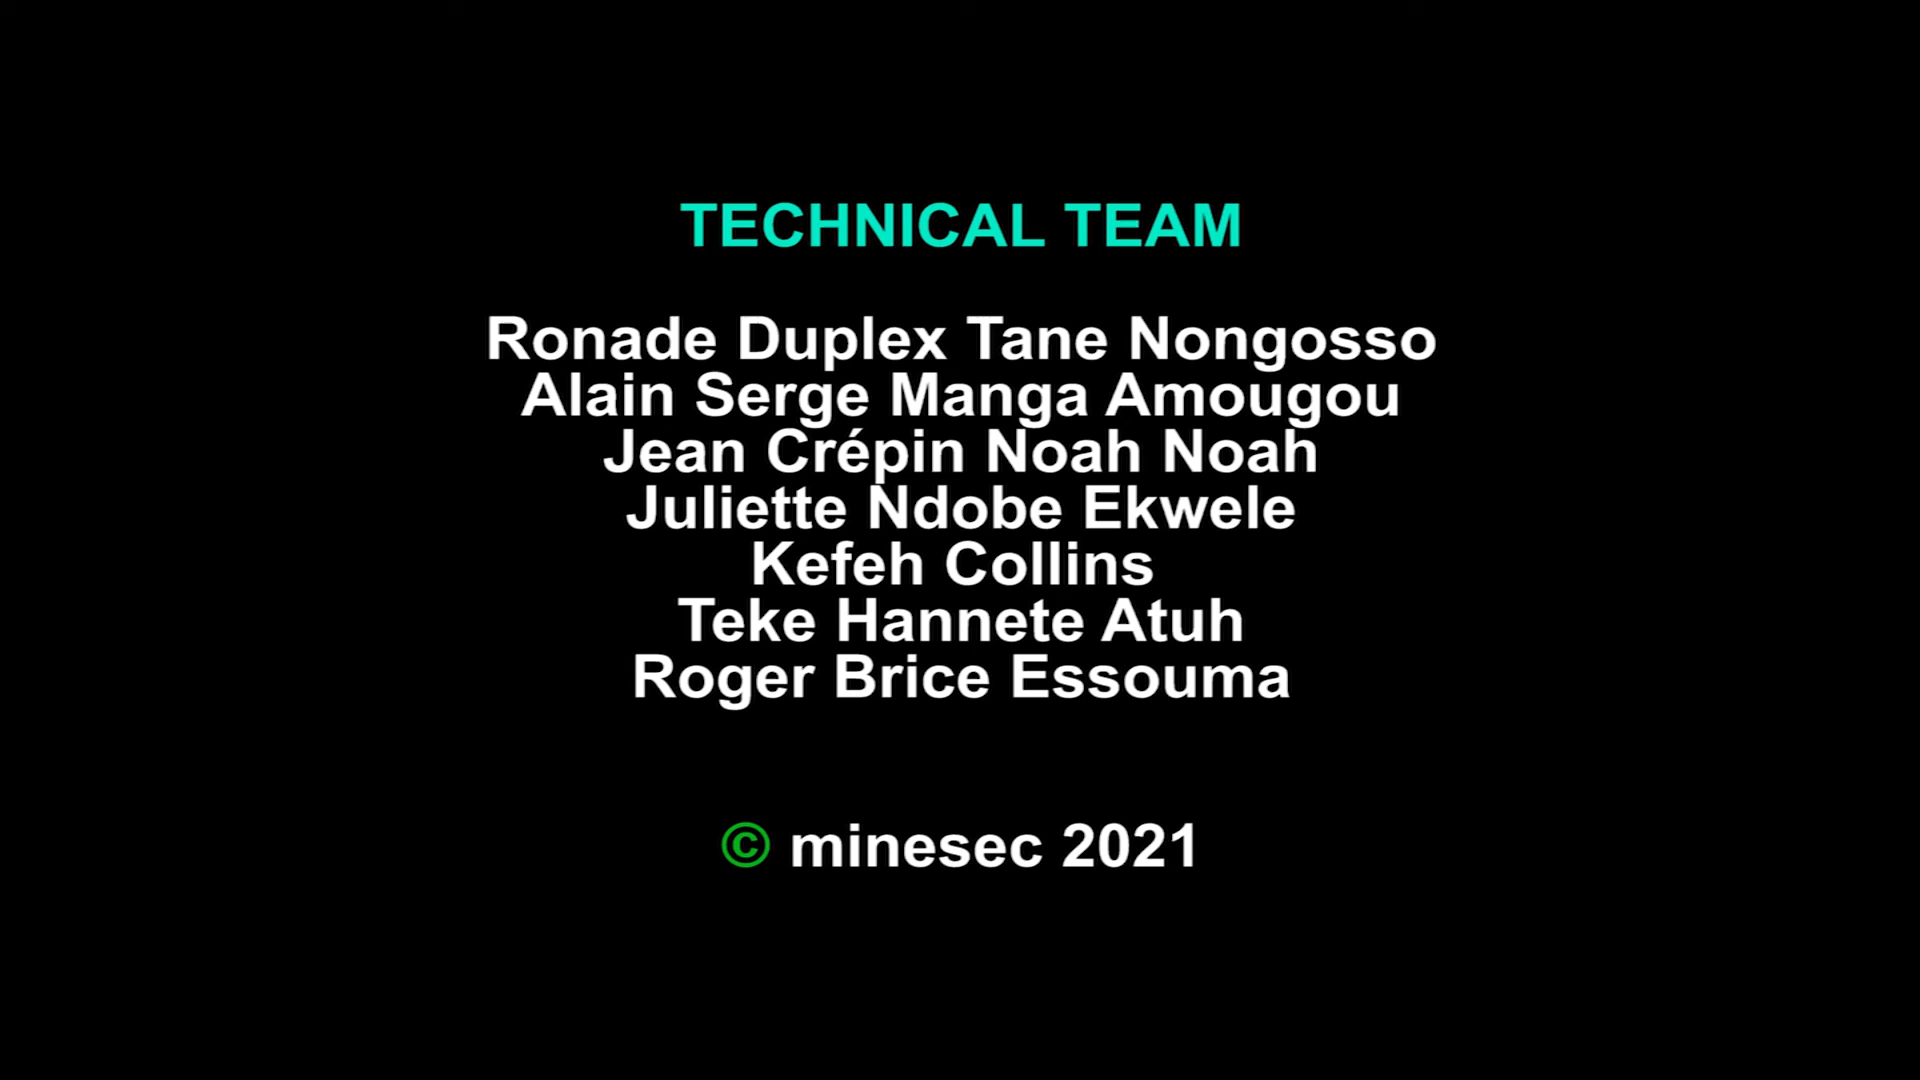 TECHNICAL TEAM
Ronade Duplex Tane Nongosso
Alain Serge Manga Amougou
Jean Crépin Noah Noah
Juliette Ndobe Ekwele
Kefeh Collins
Teke Hannete Atuh
Roger Brice Essouma
© minesec 2021